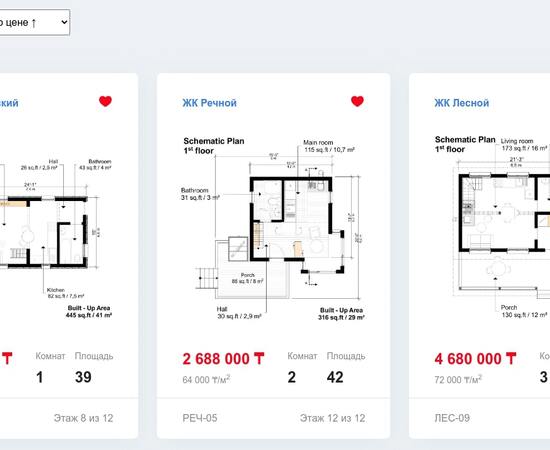 о цене ↑
вский
Hall
26 sq.ft / 2,5 m²
Bathroom
43 sq.ft / 4 m²
24'-1"
Kitchen
82 sq.ft / 7,5 m²
Built - Up Area
445 sq.ft / 41 m²
₸
Комнат
Площадь
1
39
Этаж 8 из 12
ЖК Речной
Schematic Plan
1st floor
Main room
115 sq.ft / 10,7 m²
Bathroom
31 sq.ft / 3 m²
Porch
86 sq.ft / 8 m²
Hall
30 sq.ft / 2,9 m²
Built - Up Area
316 sq.ft / 29 m²
2 688 000 ₸
Комнат
Площадь
64 000 ₸/м²
2
42
РЕЧ-05
Этаж 12 из 12
ЖК Лесной
Schematic Plan
1st floor
Living room
173 sq.ft / 16 m²
21'-3"
Porch
130 sq.ft / 12 m²
4 680 000 ₸
Комнат
72 000 ₸/м²
3
ЛЕС-09